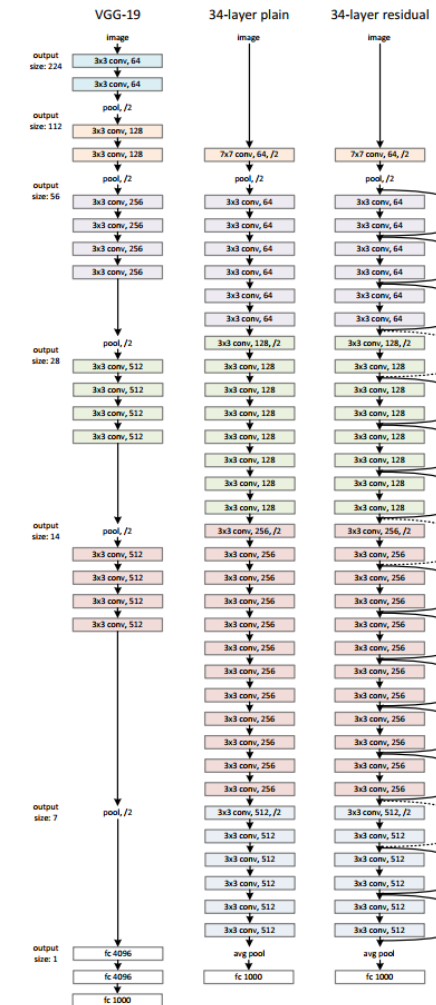 output
size: 224
output
size: 112
output
size: 56
output
size: 28
output
size: 14
output
size: 7
output
size: 1
VGG-19
image
3x3 conv, 64
3x3 conv, 64
pool, /2
3x3 conv, 128
3x3 conv, 128
pool, /2
3x3 conv, 256
3x3 conv, 256
3x3 conv, 256
3x3 conv, 256
pool, /2
3x3 conv, 512
3x3 conv, 512
3x3 conv, 512
3x3 conv, 512
pool, /2
3x3 conv, 512
3x3 conv, 512
3x3 conv, 512
3x3 conv, 512
pool, /2
fc 4096
fc 4096
fc 1000
34-layer plain
image
7x7 conv, 64, /2
pool, /2
3x3 conv, 64
3x3 conv, 64
3x3 conv, 64
3x3 conv, 64
3x3 conv, 64
3x3 conv, 64
3x3 conv, 128, /2
3x3 conv, 128
3x3 conv, 128
3x3 conv, 128
3x3 conv, 128
3x3 conv, 128
3x3 conv, 128
3x3 conv, 128
3x3 conv, 256, /2
3x3 conv, 256
3x3 conv, 256
3x3 conv, 256
3x3 conv, 256
3x3 conv, 256
3x3 conv, 256
3x3 conv, 256
3x3 conv, 256
3x3 conv, 256
3x3 conv, 256
3x3 conv, 256
3x3 conv, 512, /2
3x3 conv, 512
3x3 conv, 512
3x3 conv, 512
3x3 conv, 512
3x3 conv, 512
avg pool
fc 1000
34-layer residual
image
7x7 conv, 64, /2
pool, /2
3x3 conv, 64
3x3 conv, 64
3x3 conv, 64
3x3 conv, 64
3x3 conv, 64
3x3 conv, 64
3x3 conv, 128, /2
3x3 conv, 128
3x3 conv, 128
3x3 conv, 128
3x3 conv, 128
3x3 conv, 128
3x3 conv, 128
3x3 conv, 128
3x3 conv, 256, /2
3x3 conv, 256
3x3 conv, 256
3x3 conv, 256
3x3 conv, 256
3x3 conv, 256
3x3 conv, 256
3x3 conv, 256
3x3 conv, 256
3x3 conv, 256
3x3 conv, 256
3x3 conv, 256
3x3 conv, 512, /2
3x3 conv, 512
3x3 conv, 512
3x3 conv, 512
3x3 conv, 512
3x3 conv, 512
avg pool
fc 1000